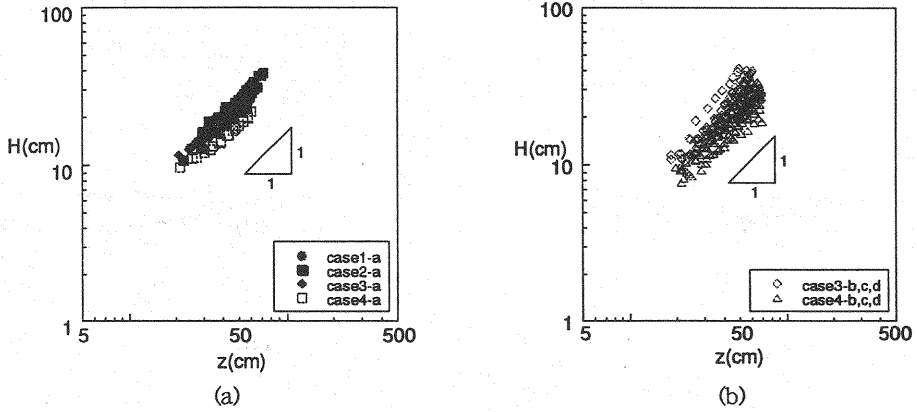 100
H(cm)
10
1
1
1
case1-a
case2-a
case3-a
case4-a
5
50
500
z(cm)
(a)
100
H(cm)
10
1
1
1
case3-b,c,d
case4-b,c,d
5
50
500
z(cm)
(b)